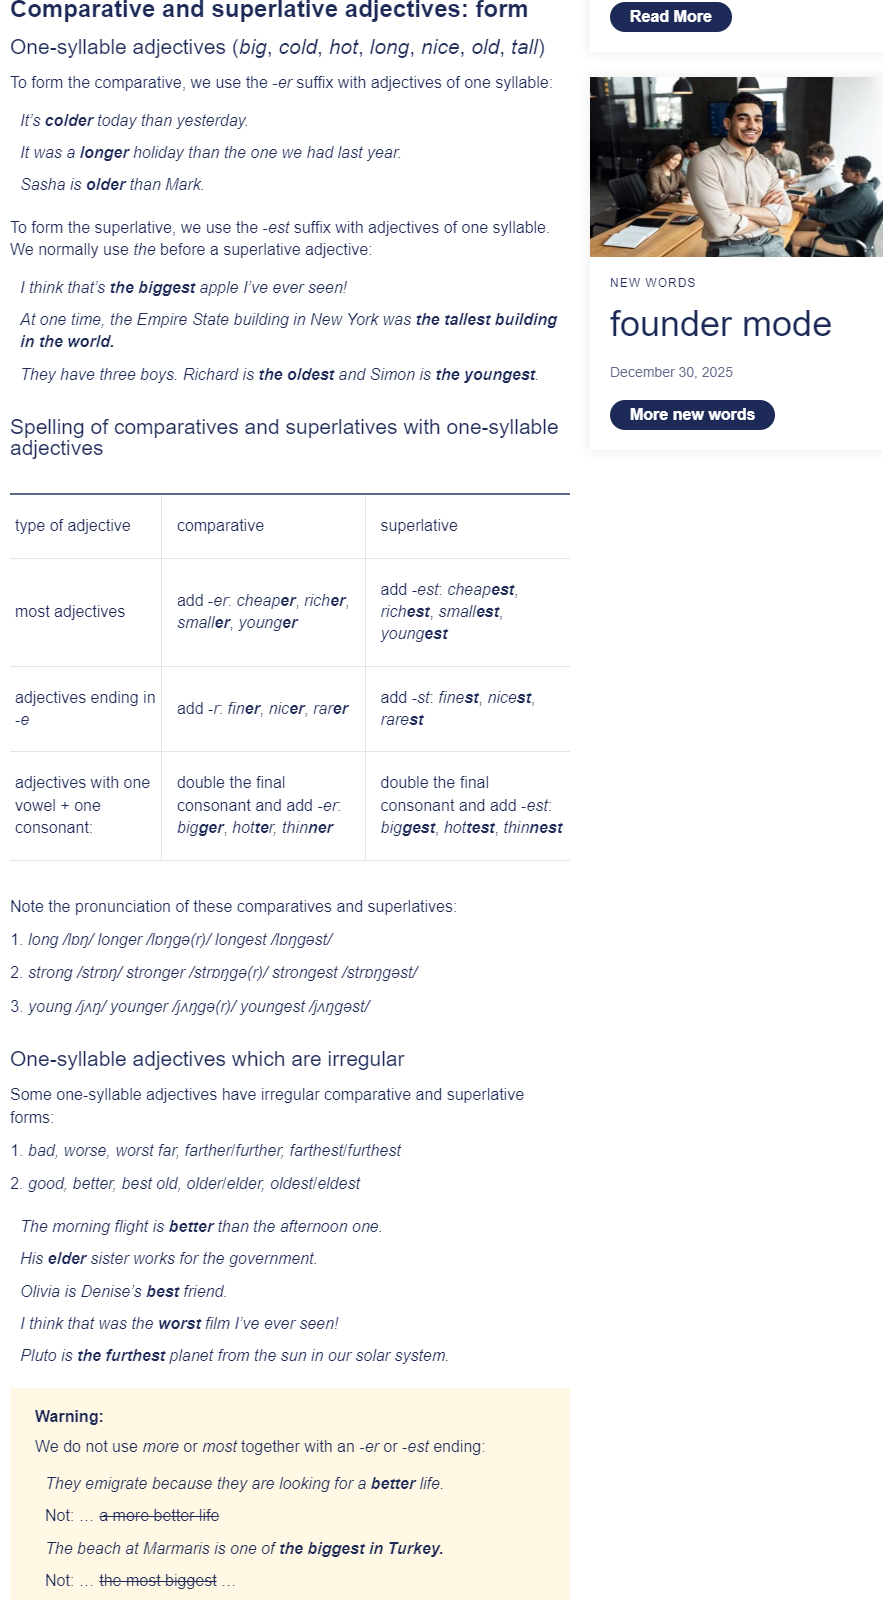 Comparative and superlative adjectives: form
One-syllable adjectives (big, cold, hot, long, nice, old, tall)
To form the comparative, we use the -er suffix with adjectives of one syllable:
It’s colder today than yesterday.
It was a longer holiday than the one we had last year.
Sasha is older than Mark.
To form the superlative, we use the -est suffix with adjectives of one syllable.
We normally use the before a superlative adjective:
I think that’s the biggest apple I’ve ever seen!
At one time, the Empire State building in New York was the tallest building
in the world.
They have three boys. Richard is the oldest and Simon is the youngest.
Spelling of comparatives and superlatives with one-syllable
adjectives
type of adjective
comparative
superlative
most adjectives
add -er: cheaper, richer,
smaller, younger
add -est: cheapest,
richest, smallest,
youngest
adjectives ending in
-e
add -r: finer, nicer, rarer
add -st: finest, nicest,
rarest
adjectives with one
vowel + one
consonant:
double the final
consonant and add -er:
bigger, hotter, thinner
double the final
consonant and add -est:
biggest, hottest, thinnest
Note the pronunciation of these comparatives and superlatives:
1. long /lɒŋ/ longer /lɒŋgə(r)/ longest /lɒŋgəst/
2. strong /strɒŋ/ stronger /strɒŋgə(r)/ strongest /strɒŋgəst/
3. young /jʌŋ/ younger /jʌŋgə(r)/ youngest /jʌŋgəst/
One-syllable adjectives which are irregular
Some one-syllable adjectives have irregular comparative and superlative
forms:
1. bad, worse, worst far, farther/further, farthest/furthest
2. good, better, best old, older/elder, oldest/eldest
The morning flight is better than the afternoon one.
His elder sister works for the government.
Olivia is Denise’s best friend.
I think that was the worst film I’ve ever seen!
Pluto is the furthest planet from the sun in our solar system.
Warning:
We do not use more or most together with an -er or -est ending:
They emigrate because they are looking for a better life.
Not: … a more better life
The beach at Marmaris is one of the biggest in Turkey.
Not: … the most biggest …
Read More
NEW WORDS
founder mode
December 30, 2025
More new words